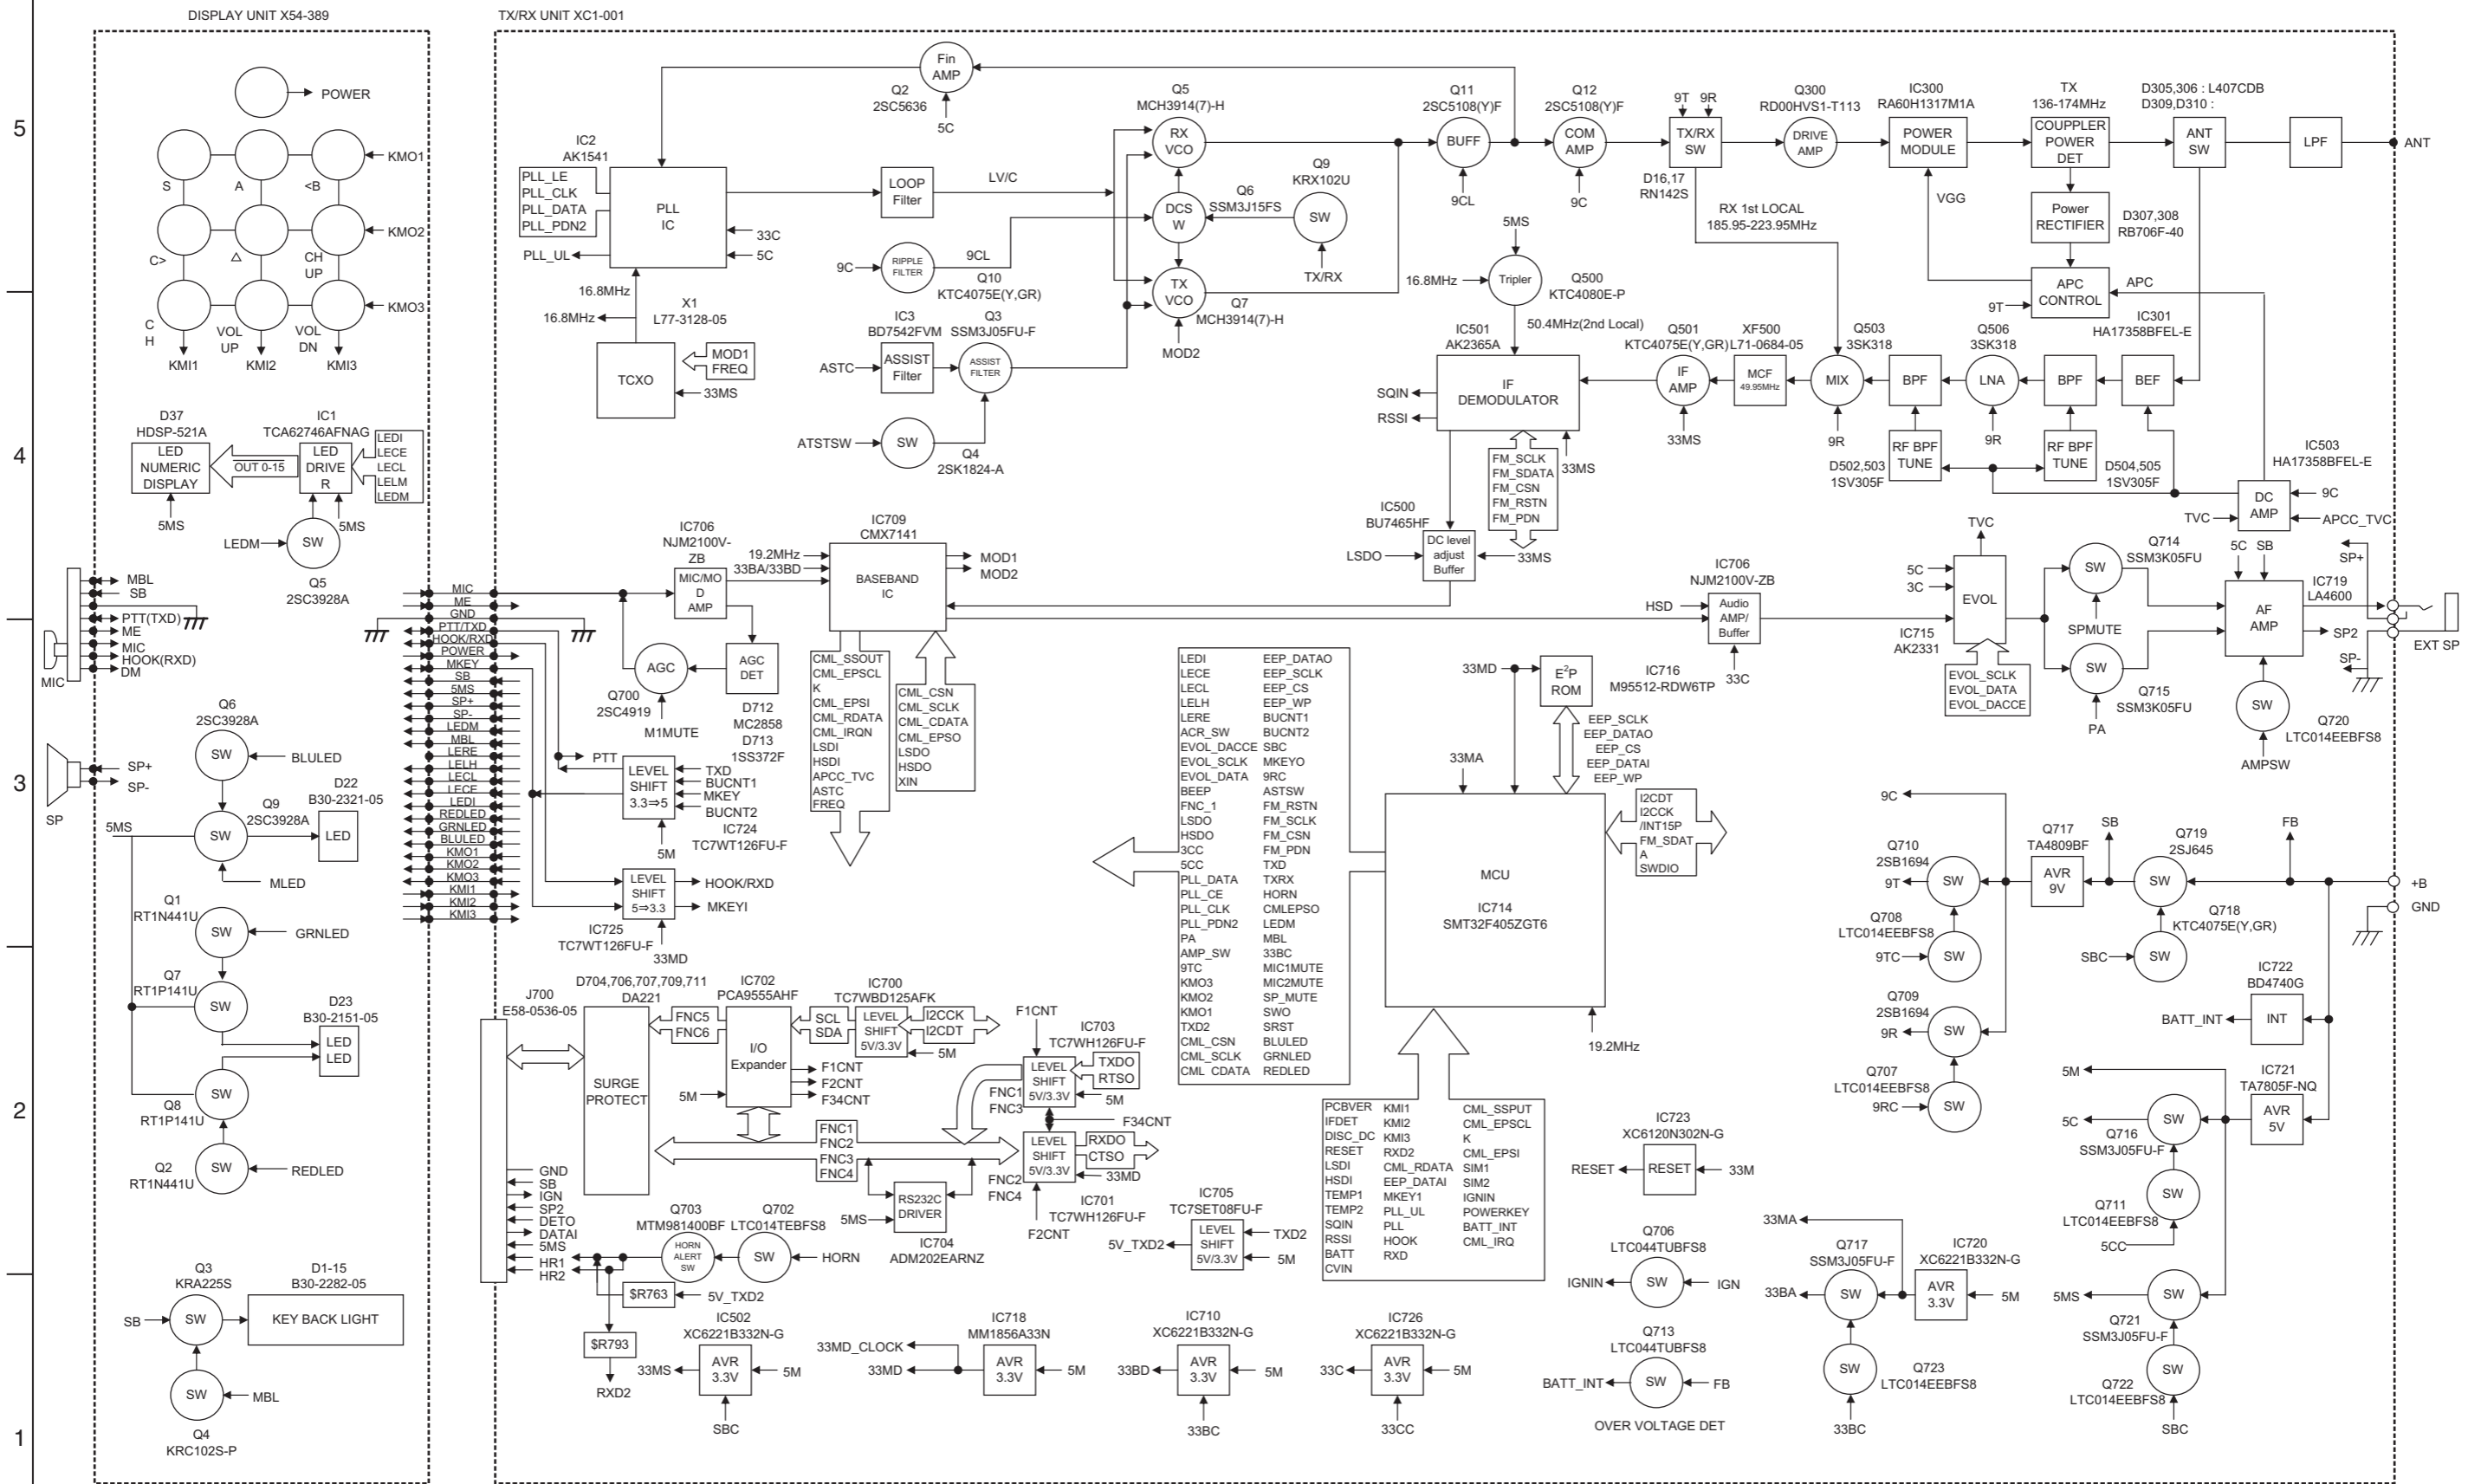 DISPLAY UNIT X54-389
TX/RX UNIT XC1-001
5
4
3
2
1
POWER
KMO1
S
A
<B
KMO2
C>
△
CH
UP
KMO3
C
H
VOL
UP
VOL
DN
KMI1
KMI2
KMI3
D37
HDSP-521A
LED
NUMERIC
DISPLAY
5MS
OUT 0-15
IC1
TCA62746AFNAG
LED
DRIVE
R
LEDI
LECE
LECL
LELM
LEDM
5MS
LEDM
SW
Q5
2SC3928A
MBL
SB
PTT(TXD)
ME
MIC
HOOK(RXD)
DM
MIC
SP+
SP-
SP
Q6
2SC3928A
SW
BLULED
Q9
2SC3928A
5MS
SW
D22
B30-2321-05
LED
MLED
Q1
RT1N441U
SW
GRNLED
Q7
RT1P141U
SW
D23
B30-2151-05
LED
LED
SW
Q8
RT1P141U
Q2
RT1N441U
SW
REDLED
Q3
KRA225S
SB
SW
D1-15
B30-2282-05
KEY BACK LIGHT
SW
MBL
Q4
KRC102S-P
MIC
ME
GND
PTT/TXD
HOOK/RXD
POWER
MKEY
SB
5MS
SP+
SP-
LEDM
MBL
LERE
LELH
LECL
LECE
LEDI
REDLED
GRNLED
BLULED
KMO1
KMO2
KMO3
KMI1
KMI2
KMI3
Fin
AMP
Q2
2SC5636
5C
IC2
AK1541
PLL_LE
PLL_CLK
PLL_DATA
PLL_PDN2
PLL
IC
33C
5C
PLL_UL
LOOP
Filter
LV/C
9C
RIPPLE
FILTER
9CL
Q10
KTC4075E(Y,GR)
16.8MHz
16.8MHz
X1
L77-3128-05
TCXO
MOD1
FREQ
33MS
IC3
BD7542FVM
ASTC
ASSIST
Filter
Q3
SSM3J05FU-F
ASSIST
FILTER
ATSTSW
SW
Q4
2SK1824-A
Q5
MCH3914(7)-H
RX
VCO
DCS
W
Q6
SSM3J15FS
Q9
KRX102U
SW
TX/RX
TX
VCO
Q7
MCH3914(7)-H
MOD2
Q11
2SC5108(Y)F
BUFF
9CL
Q12
2SC5108(Y)F
COM
AMP
9C
9T
9R
TX/RX
SW
D16,17
RN142S
RX 1st LOCAL
185.95-223.95MHz
Q300
RD00HVS1-T113
DRIVE
AMP
IC300
RA60H1317M1A
POWER
MODULE
VGG
TX
136-174MHz
COUPPLER
POWER
DET
D305,306 : L407CDB
D309,D310 :
ANT
SW
LPF
ANT
Power
RECTIFIER
D307,308
RB706F-40
APC
CONTROL
APC
9T
IC301
HA17358BFEL-E
5MS
16.8MHz
Tripler
Q500
KTC4080E-P
50.4MHz(2nd Local)
IC501
AK2365A
IF
DEMODULATOR
SQIN
RSSI
Q501
KTC4075E(Y,GR)
IF
AMP
33MS
XF500
L71-0684-05
MCF
49.95MHz
Q503
3SK318
MIX
9R
BPF
Q506
3SK318
LNA
9R
BPF
BEF
RF BPF
TUNE
D502,503
1SV305F
RF BPF
TUNE
D504,505
1SV305F
IC503
HA17358BFEL-E
DC
AMP
9C
TVC
APCC_TVC
FM_SCLK
FM_SDATA
FM_CSN
FM_RSTN
FM_PDN
33MS
IC500
BU7465HF
DC level
adjust
Buffer
LSDO
33MS
IC706
NJM2100V-
ZB
MIC/MO
D
AMP
19.2MHz
33BA/33BD
IC709
CMX7141
BASEBAND
IC
MOD1
MOD2
AGC
Q700
2SC4919
M1MUTE
AGC
DET
D712
MC2858
D713
1SS372F
CML_SSOUT
CML_EPSCL
K
CML_EPSI
CML_RDATA
CML_IRQN
LSDI
HSDI
APCC_TVC
ASTC
FREQ
CML_CSN
CML_SCLK
CML_CDATA
CML_EPSO
LSDO
HSDO
XIN
HSD
IC706
NJM2100V-ZB
Audio
AMP/
Buffer
33C
TVC
5C
3C
EVOL
IC715
AK2331
EVOL_SCLK
EVOL_DATA
EVOL_DACCE
Q714
SSM3K05FU
SW
SPMUTE
SW
Q715
SSM3K05FU
PA
5C
SB
IC719
LA4600
AF
AMP
SP+
SP2
SP-
EXT SP
SW
Q720
LTC014EEBFS8
AMPSW
PTT
LEVEL
SHIFT
3.3⇒5
TXD
BUCNT1
MKEY
BUCNT2
IC724
TC7WT126FU-F
5M
LEVEL
SHIFT
5⇒3.3
HOOK/RXD
MKEYI
IC725
TC7WT126FU-F
33MD
LEDI
LECE
LECL
LELH
LERE
ACR_SW
EVOL_DACCE
EVOL_SCLK
EVOL_DATA
BEEP
FNC_1
LSDO
HSDO
3CC
5CC
PLL_DATA
PLL_CE
PLL_CLK
PLL_PDN2
PA
AMP_SW
9TC
KMO3
KMO2
KMO1
TXD2
CML_CSN
CML_SCLK
CML_CDATA
EEP_DATAO
EEP_SCLK
EEP_CS
EEP_WP
BUCNT1
BUCNT2
SBC
MKEYO
9RC
ASTSW
FM_RSTN
FM_SCLK
FM_CSN
FM_PDN
TXD
TXRX
HORN
CMLEPSO
LEDM
MBL
33BC
MIC1MUTE
MIC2MUTE
SP_MUTE
SWO
SRST
BLULED
GRNLED
REDLED
33MD
E²P
ROM
IC716
M95512-RDW6TP
EEP_SCLK
EEP_DATAO
EEP_CS
EEP_DATAI
EEP_WP
33MA
MCU
IC714
SMT32F405ZGT6
I2CDT
I2CCK
/INT15P
FM_SDAT
A
SWDIO
19.2MHz
PCBVER
IFDET
DISC_DC
RESET
LSDI
HSDI
TEMP1
TEMP2
SQIN
RSSI
BATT
CVIN
KMI1
KMI2
KMI3
RXD2
CML_RDATA
EEP_DATAI
MKEY1
PLL_UL
PLL
HOOK
RXD
CML_SSPUT
CML_EPSCL
K
CML_EPSI
SIM1
SIM2
IGNIN
POWERKEY
BATT_INT
CML_IRQ
9C
Q710
2SB1694
9T
SW
Q717
TA4809BF
AVR
9V
SB
Q719
2SJ645
SW
FB
+B
GND
Q708
LTC014EEBFS8
9TC
SW
Q718
KTC4075E(Y,GR)
SBC
SW
Q709
2SB1694
9R
SW
Q707
LTC014EEBFS8
9RC
SW
IC722
BD4740G
BATT_INT
INT
IC721
TA7805F-NQ
5M
AVR
5V
5C
SW
Q716
SSM3J05FU-F
SW
Q711
LTC014EEBFS8
5CC
5MS
SW
Q721
SSM3J05FU-F
SW
Q722
LTC014EEBFS8
SBC
J700
E58-0536-05
D704,706,707,709,711
DA221
SURGE
PROTECT
FNC5
FNC6
IC702
PCA9555AHF
I/O
Expander
5M
F1CNT
F2CNT
F34CNT
SCL
SDA
IC700
TC7WBD125AFK
LEVEL
SHIFT
5V/3.3V
I2CCK
I2CDT
5M
F1CNT
IC703
TC7WH126FU-F
LEVEL
SHIFT
5V/3.3V
TXDO
RTSO
5M
FNC1
FNC3
F34CNT
LEVEL
SHIFT
5V/3.3V
RXDO
CTSO
33MD
FNC2
FNC4
IC701
TC7WH126FU-F
F2CNT
FNC1
FNC2
FNC3
FNC4
RS232C
DRIVER
5MS
IC704
ADM202EARNZ
GND
SB
IGN
SP2
DETO
DATAI
5MS
HR1
HR2
Q703
MTM981400BF
HORN
ALERT
SW
Q702
LTC014TEBFS8
SW
HORN
$R763
5V_TXD2
$R793
RXD2
IC705
TC7SET08FU-F
LEVEL
SHIFT
5V/3.3V
TXD2
5M
5V_TXD2
IC502
XC6221B332N-G
33MS
AVR
3.3V
5M
SBC
IC718
MM1856A33N
33MD_CLOCK
33MD
AVR
3.3V
5M
IC710
XC6221B332N-G
33BD
AVR
3.3V
5M
33BC
IC726
XC6221B332N-G
33C
AVR
3.3V
5M
33CC
IC723
XC6120N302N-G
RESET
RESET
33M
Q706
LTC044TUBFS8
IGNIN
SW
IGN
Q713
LTC044TUBFS8
BATT_INT
SW
FB
OVER VOLTAGE DET
33MA
Q717
SSM3J05FU-F
33BA
SW
IC720
XC6221B332N-G
AVR
3.3V
5M
SW
Q723
LTC014EEBFS8
33BC